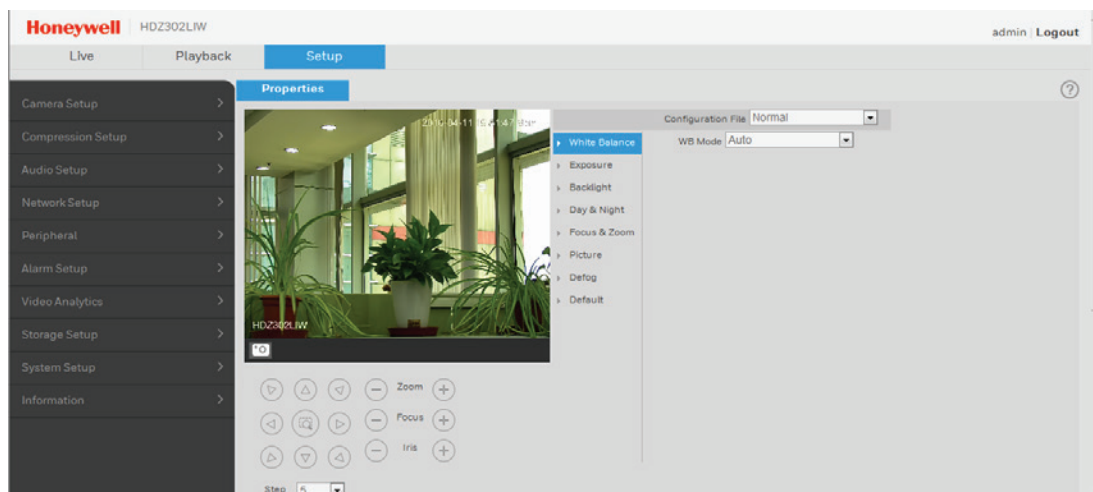 Honeywell HDZ302LIW
admin | Logout
Live Playback Setup
Camera Setup
Compression Setup
Audio Setup
Network Setup
Peripheral
Alarm Setup
Video Analytics
Storage Setup
System Setup
Information
Properties
HDZ302LIW
Zoom
Focus
Iris
Step 5
White Balance
Exposure
Backlight
Day & Night
Focus & Zoom
Picture
Defog
Default
Configuration File Normal
WB Mode Auto